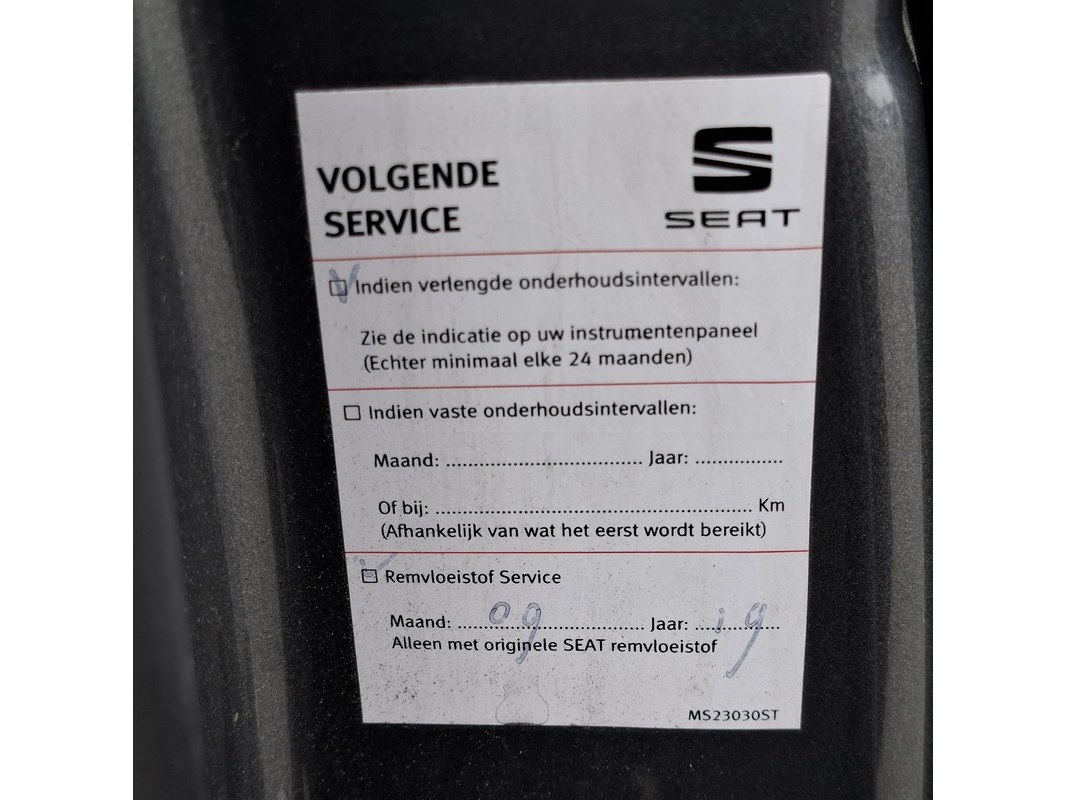 VOLGENDE
SERVICE
SEAT
Indien verlengde onderhoudsintervallen:
Zie de indicatie op uw instrumentenpaneel
(Echter minimaal elke 24 maanden)
Indien vaste onderhoudsintervallen:
Maand: .................................... Jaar: ................
Of bij: .......................................................... Km
(Afhankelijk van wat het eerst wordt bereikt)
Remvloeistof Service
Maand: ......09.................. Jaar: ...19...
Alleen met originele SEAT remvloeistof
MS23030ST